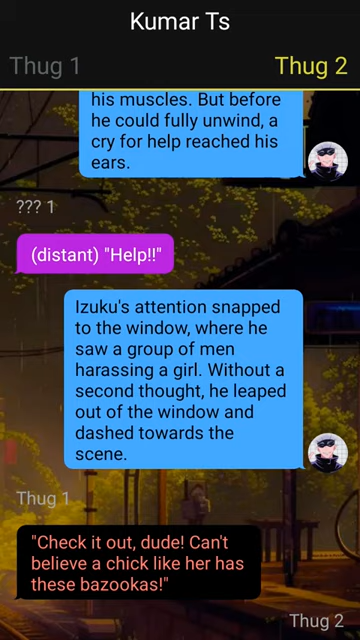 Kumar Ts
Thug 1
Thug 2
his muscles. But before
he could fully unwind, a
cry for help reached his
ears.
??? 1
(distant) "Help!!"
Izuku's attention snapped
to the window, where he
saw a group of men
harassing a girl. Without a
second thought, he leaped
out of the window and
dashed towards the
scene.
Thug 1
"Check it out, dude! Can't
believe a chick like her has
these bazookas!"
Thug 2